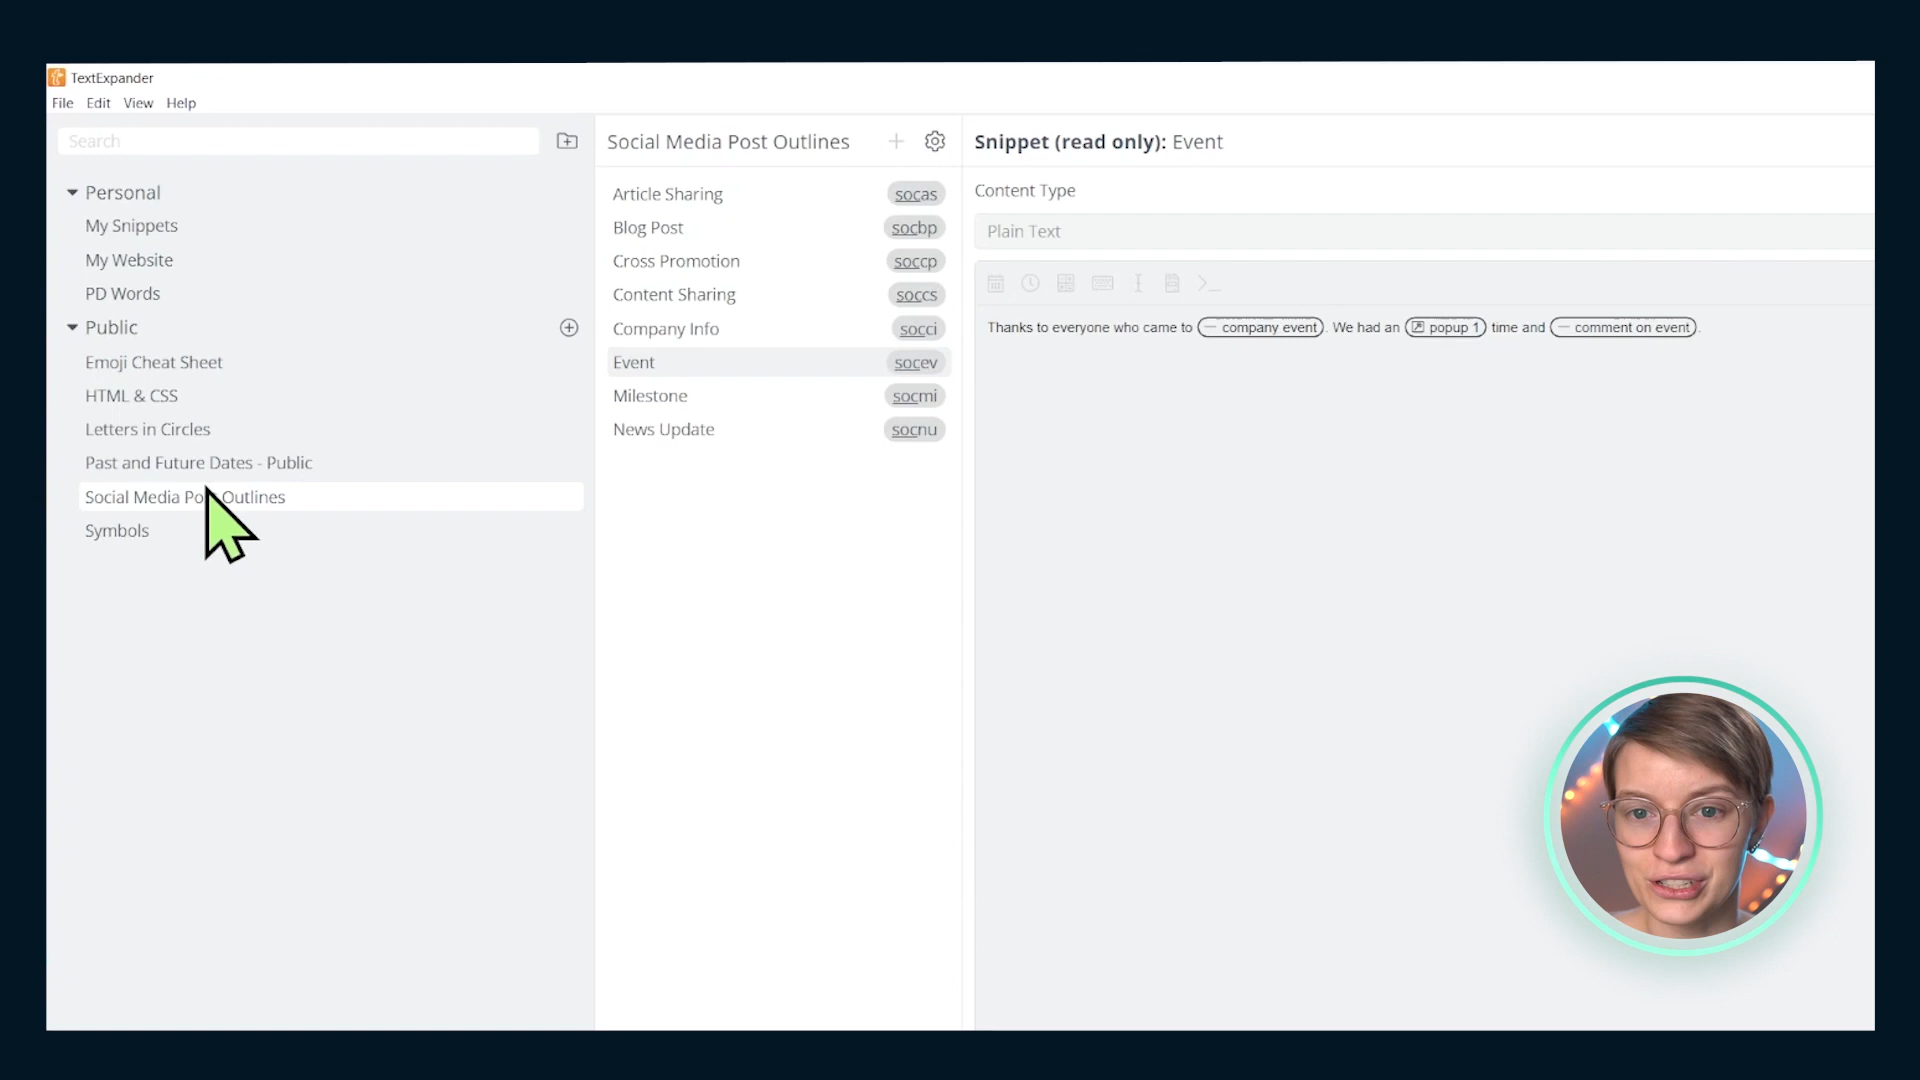 TextExpander
File Edit View Help
Search
Personal
My Snippets
My Website
PD Words
Public
Emoji Cheat Sheet
HTML & CSS
Letters in Circles
Past and Future Dates - Public
Social Media Post Outlines
Symbols
Social Media Post Outlines
Article Sharing socas
Blog Post socbp
Cross Promotion soccp
Content Sharing soccs
Company Info socci
Event socev
Milestone socmi
News Update socnu
Snippet (read only): Event
Content Type
Plain Text
Thanks to everyone who came to company event. We had an popup 1 time and comment on event.